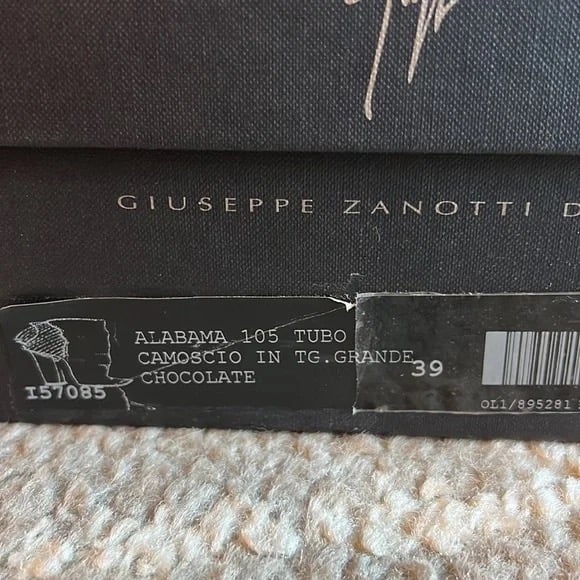 GIUSEPPE ZANOTTI D
ALABAMA 105 TUBO
CAMOSCIO IN TG.GRANDE
CHOCOLATE
I57085
39
OL1/895281